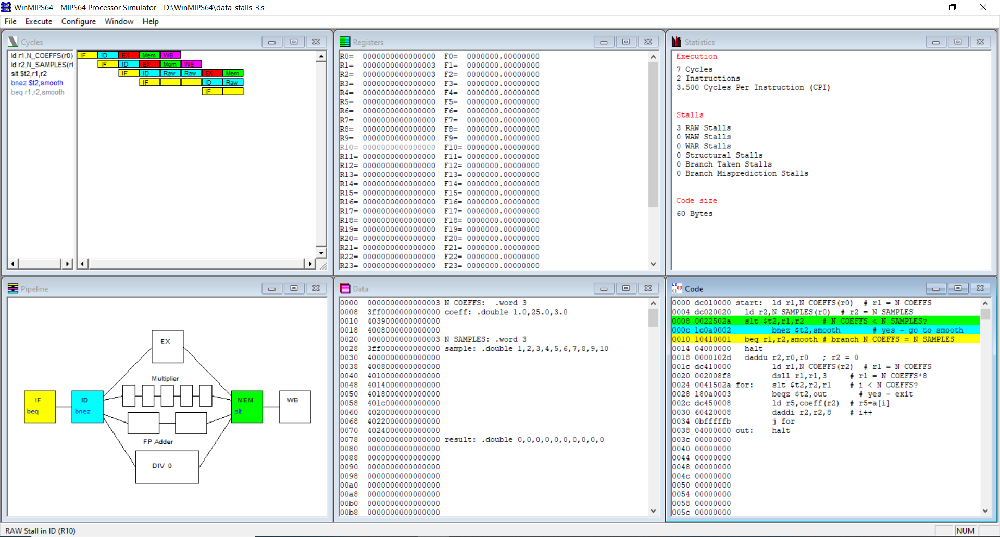 WinMIPS64 - MIPS64 Processor Simulator - D:\WinMIPS64\data_stalls_3.s
File Execute Configure Window Help
Cycles
ld r1,N_COEFFS(r0) IF ID EX Mem WB
ld r2,N_SAMPLES(r( IF ID EX Mem WB
slt $t2,r1,r2 IF ID Raw Raw EX Mem
bnez $t2,smooth IF ID Raw
beq r1,r2,smooth IF
Registers
R0= 0000000000000000 F0= 0000000.00000000
R1= 0000000000000003 F1= 0000000.00000000
R2= 0000000000000003 F2= 0000000.00000000
R3= 0000000000000000 F3= 0000000.00000000
R4= 0000000000000000 F4= 0000000.00000000
R5= 0000000000000000 F5= 0000000.00000000
R6= 0000000000000000 F6= 0000000.00000000
R7= 0000000000000000 F7= 0000000.00000000
R8= 0000000000000000 F8= 0000000.00000000
R9= 0000000000000000 F9= 0000000.00000000
R10= 0000000000000000 F10= 0000000.00000000
R11= 0000000000000000 F11= 0000000.00000000
R12= 0000000000000000 F12= 0000000.00000000
R13= 0000000000000000 F13= 0000000.00000000
R14= 0000000000000000 F14= 0000000.00000000
R15= 0000000000000000 F15= 0000000.00000000
R16= 0000000000000000 F16= 0000000.00000000
R17= 0000000000000000 F17= 0000000.00000000
R18= 0000000000000000 F18= 0000000.00000000
R19= 0000000000000000 F19= 0000000.00000000
R20= 0000000000000000 F20= 0000000.00000000
R21= 0000000000000000 F21= 0000000.00000000
R22= 0000000000000000 F22= 0000000.00000000
R23= 0000000000000000 F23= 0000000.00000000
Statistics
Execution
7 Cycles
2 Instructions
3.500 Cycles Per Instruction (CPI)
Stalls
3 RAW Stalls
0 WAW Stalls
0 WAR Stalls
0 Structural Stalls
0 Branch Taken Stalls
0 Branch Misprediction Stalls
Code size
60 Bytes
Pipeline
EX
Multiplier
IF ID MEM WB
beq bnez slt
FP Adder
DIV 0
Data
0000 0000000000000003 N COEFFS: .word 3
0008 3ff0000000000000 coeff: .double 1.0,25.0,3.0
0010 4039000000000000
0018 4008000000000000
0020 0000000000000003 N SAMPLES: .word 3
0028 3ff0000000000000 sample: .double 1,2,3,4,5,6,7,8,9,10
0030 4000000000000000
0038 4008000000000000
0040 4010000000000000
0048 4014000000000000
0050 4018000000000000
0058 401c000000000000
0060 4020000000000000
0068 4022000000000000
0070 4024000000000000
0078 0000000000000000 result: .double 0,0,0,0,0,0,0,0,0,0
0080 0000000000000000
0088 0000000000000000
0090 0000000000000000
0098 0000000000000000
00a0 0000000000000000
00a8 0000000000000000
00b0 0000000000000000
00b8 0000000000000000
Code
0000 dc010000 start: ld r1,N COEFFS(r0) # r1 = N COEFFS
0004 dc020020 ld r2,N SAMPLES(r0) # r2 = N SAMPLES
0008 0022502a slt $t2,r1,r2 # N COEFFS < N SAMPLES?
000c 1c0a0002 bnez $t2,smooth # yes - go to smooth
0010 10410001 beq r1,r2,smooth # branch N COEFFS = N SAMPLES
0014 04000000 halt
0018 0000102d daddu r2,r0,r0 ; r2 = 0
001c dc410000 ld r1,N COEFFS(r2) # r1 = N COEFFS
0020 002008f8 dsll r1,r1,3 # r1 = N COEFFS*8
0024 0041502a for: slt $t2,r2,r1 # i < N COEFFS?
0028 180a0003 beqz $t2,out # yes - exit
002c dc450008 ld r5,coeff(r2) # r5=a[i]
0030 60420008 daddi r2,r2,8 # i++
0034 0bfffffb j for
0038 04000000 out: halt
003c 00000000
0040 00000000
0044 00000000
0048 00000000
004c 00000000
0050 00000000
0054 00000000
0058 00000000
005c 00000000
RAW Stall in ID (R10) NUM